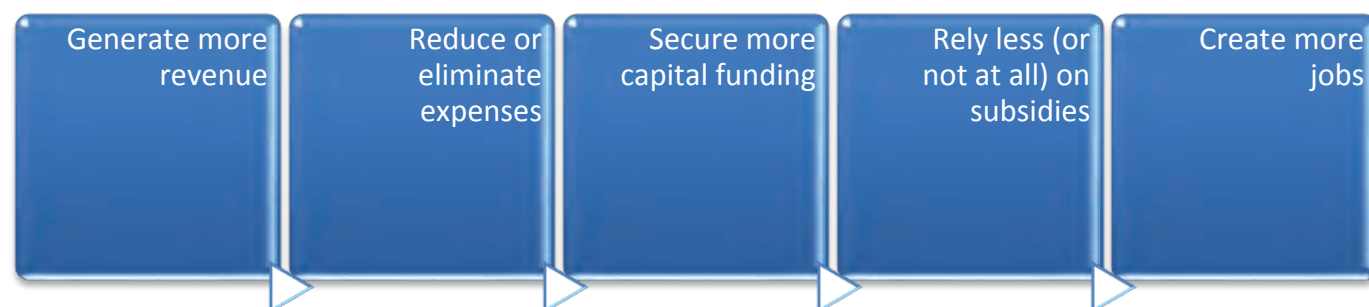 Generate more
revenue
Reduce or
eliminate
expenses
Secure more
capital funding
Rely less (or
not at all) on
subsidies
Create more
jobs